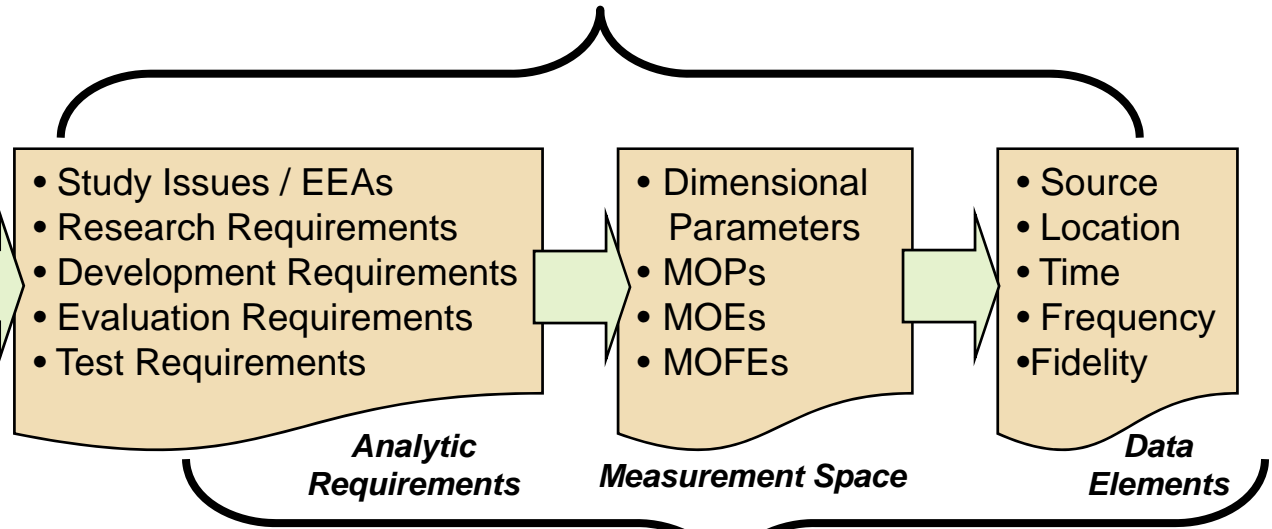 • Study Issues / EEAs
• Research Requirements
• Development Requirements
• Evaluation Requirements
• Test Requirements
Analytic
Requirements
• Dimensional
Parameters
• MOPs
• MOEs
• MOFEs
Measurement Space
• Source
• Location
• Time
• Frequency
•Fidelity
Data
Elements